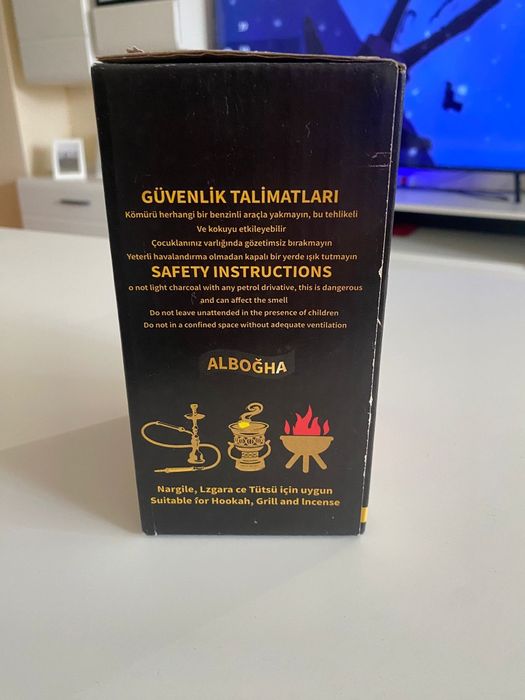 GÜVENLİK TALİMATLARI
Kömürü herhangi bir benzinli araçla yakmayın, bu tehlikeli
Ve kokuyu etkileyebilir
Çocuklanınız varlığında gözetimsiz bırakmayın
Yeterli havalandırma olmadan kapalı bir yerde ışık tutmayın
SAFETY INSTRUCTIONS
o not light charcoal with any petrol drivative, this is dangerous
and can affect the smell
Do not leave unattended in the presence of children
Do not in a confined space without adequate ventilation
ALBOĞHA
Nargile, Lzgara ce Tütsü için uygun
Suitable for Hookah, Grill and Incense